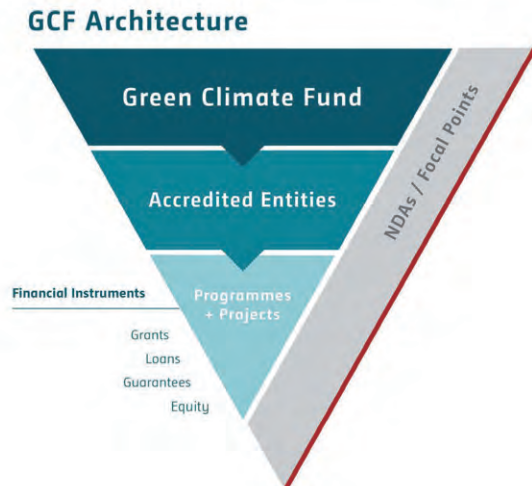 GCF Architecture
Green Climate Fund
NDAs / Focal Points
Accredited Entities
Financial Instruments
Programmes
+ Projects
Grants
Loans
Guarantees
Equity